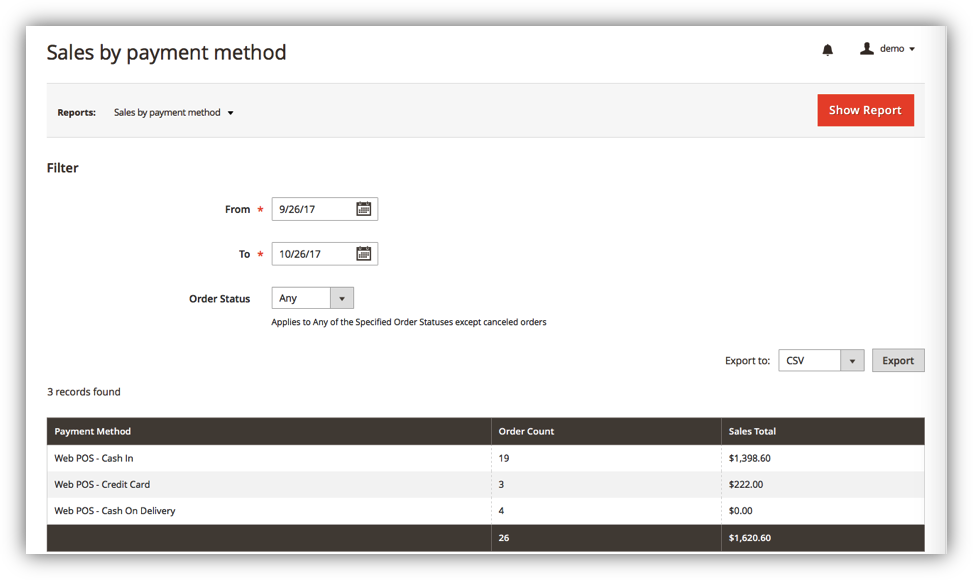 Sales by payment method
demo
Reports: Sales by payment method
Show Report
Filter
From * 9/26/17
To * 10/26/17
Order Status Any
Applies to Any of the Specified Order Statuses except canceled orders
Export to: CSV Export
3 records found
Payment Method Order Count Sales Total
Web POS - Cash In 19 $1,398.60
Web POS - Credit Card 3 $222.00
Web POS - Cash On Delivery 4 $0.00
26 $1,620.60